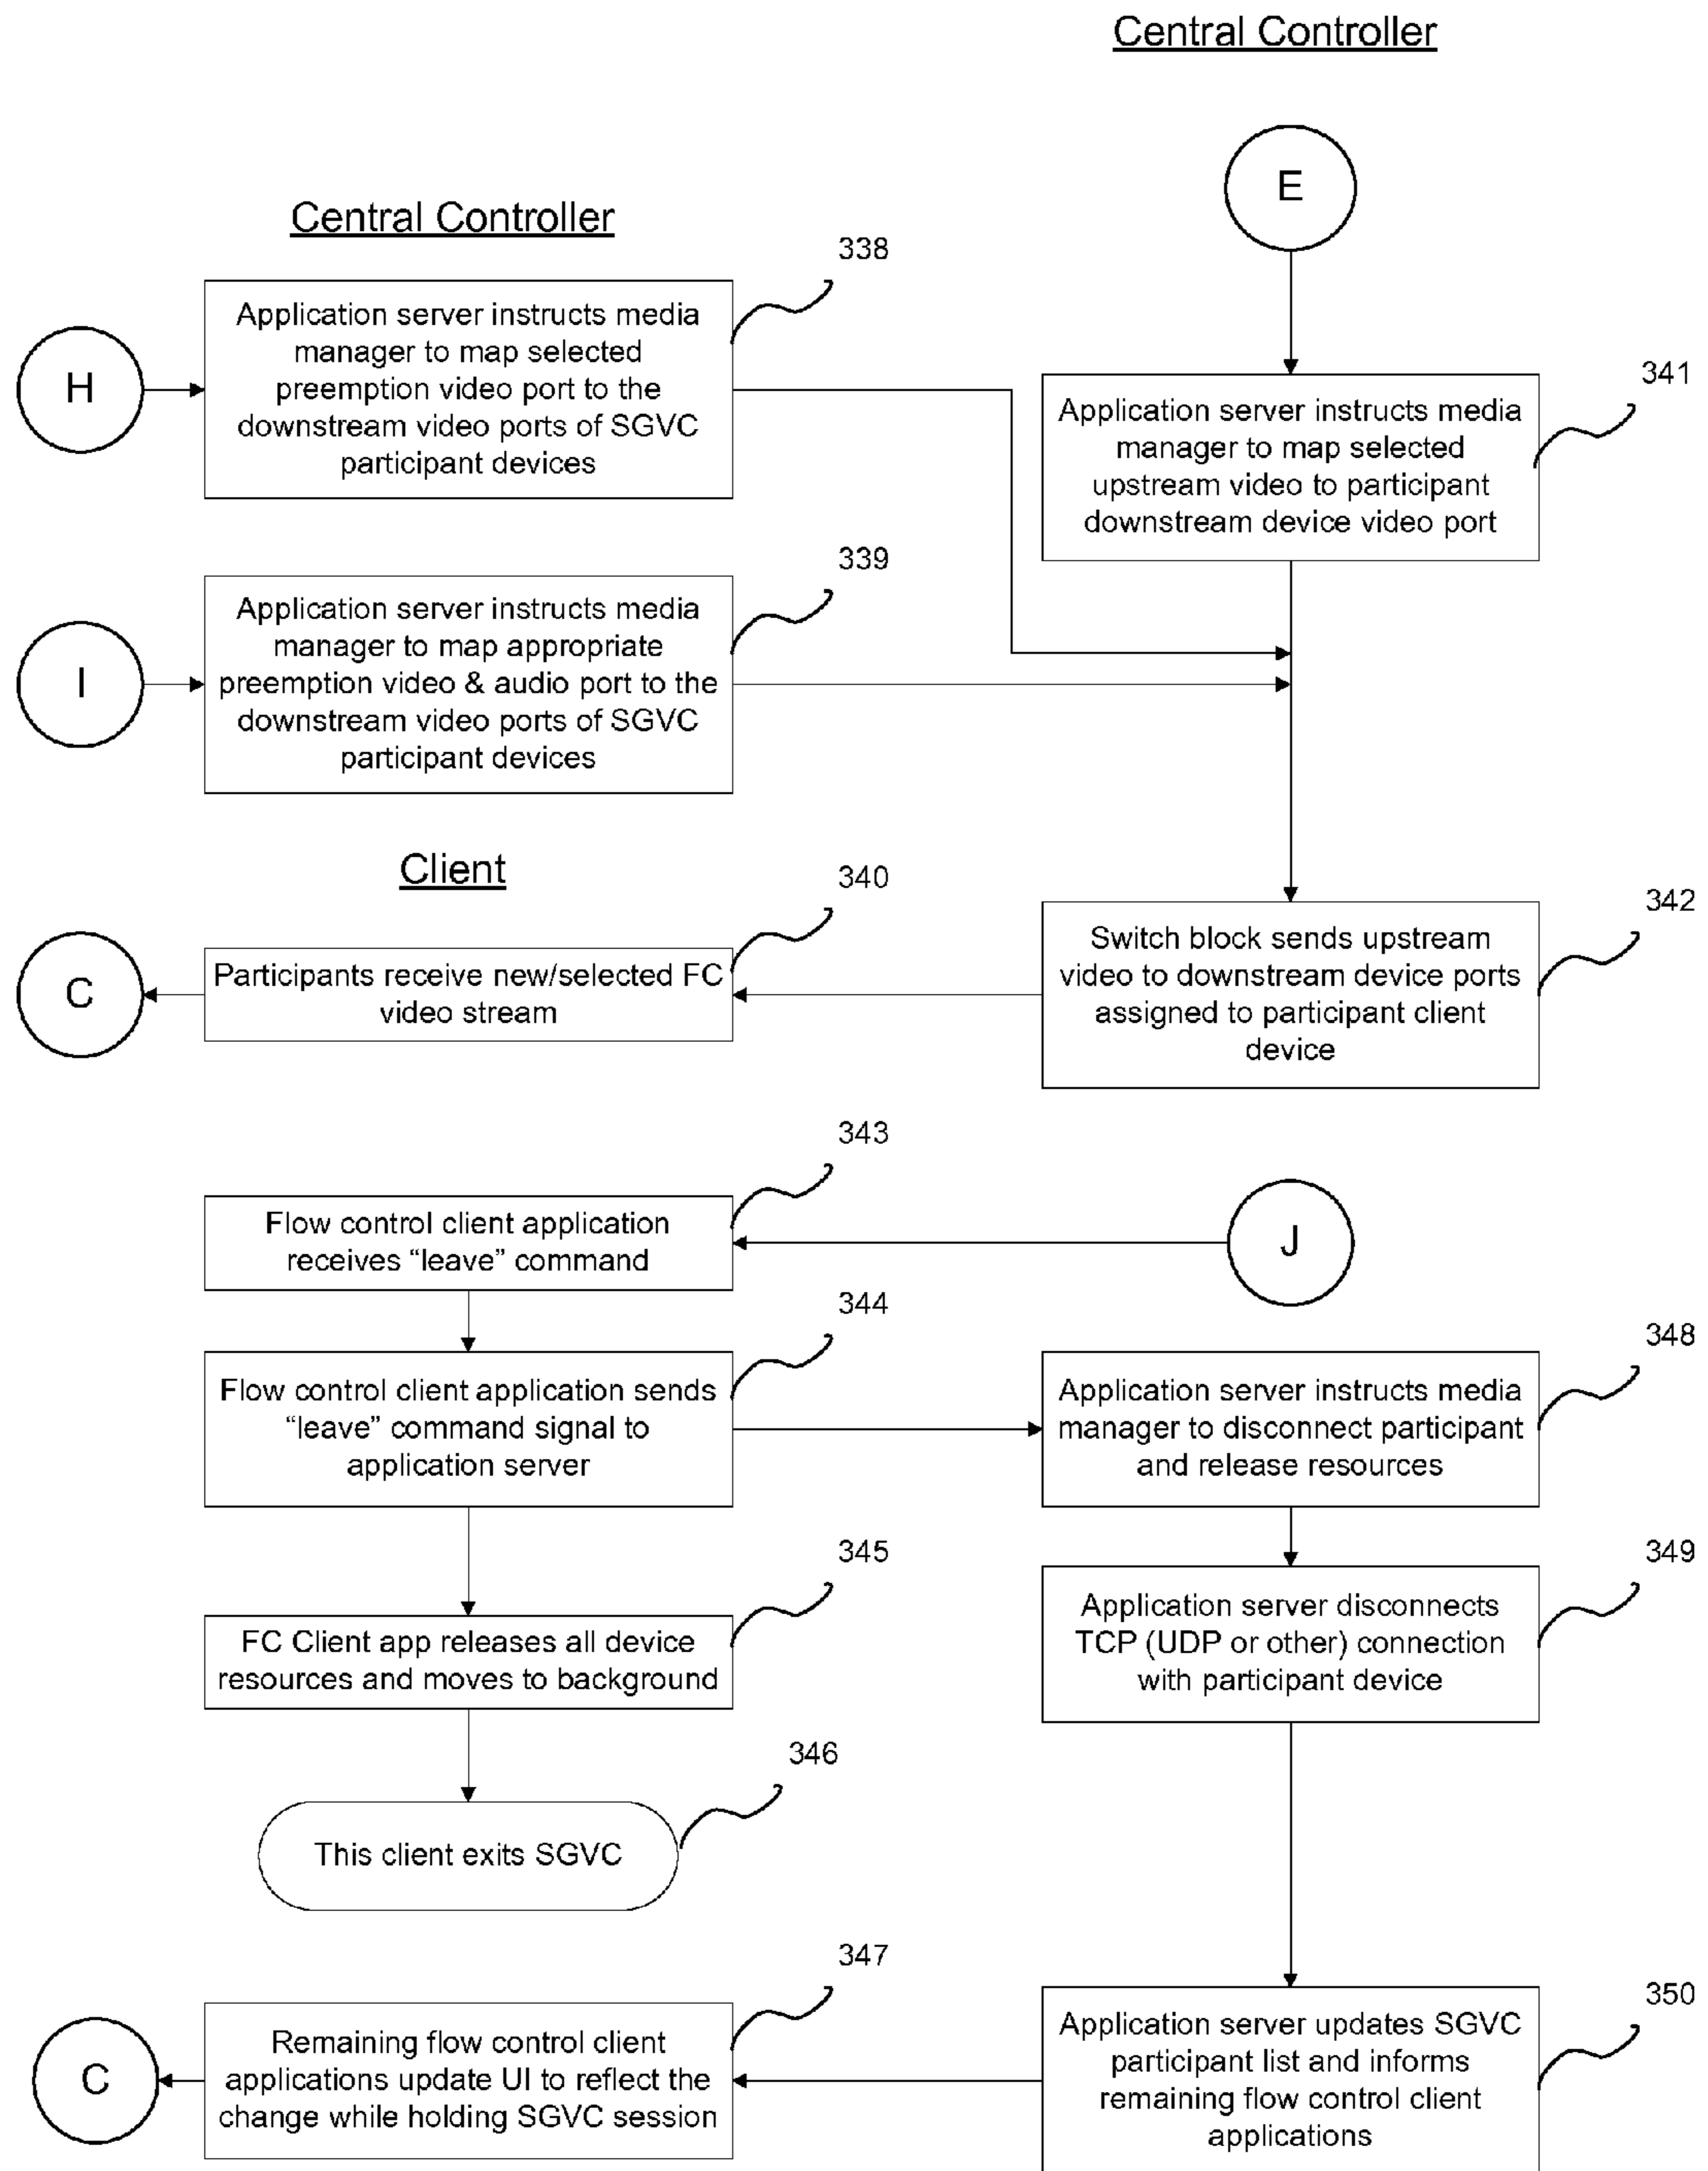 Central Controller
E
Central Controller
338
Application server instructs media
manager to map selected
preemption video port to the
downstream video ports of SGVC
participant devices
H
341
Application server instructs media
manager to map selected
upstream video to participant
downstream device video port
339
Application server instructs media
manager to map appropriate
preemption video & audio port to the
downstream video ports of SGVC
participant devices
I
Client
340
Participants receive new/selected FC
video stream
C
342
Switch block sends upstream
video to downstream device ports
assigned to participant client
device
343
Flow control client application
receives “leave” command
J
344
Flow control client application sends
“leave” command signal to
application server
348
Application server instructs media
manager to disconnect participant
and release resources
345
FC Client app releases all device
resources and moves to background
349
Application server disconnects
TCP (UDP or other) connection
with participant device
346
This client exits SGVC
347
Remaining flow control client
applications update UI to reflect the
change while holding SGVC session
C
350
Application server updates SGVC
participant list and informs
remaining flow control client
applications